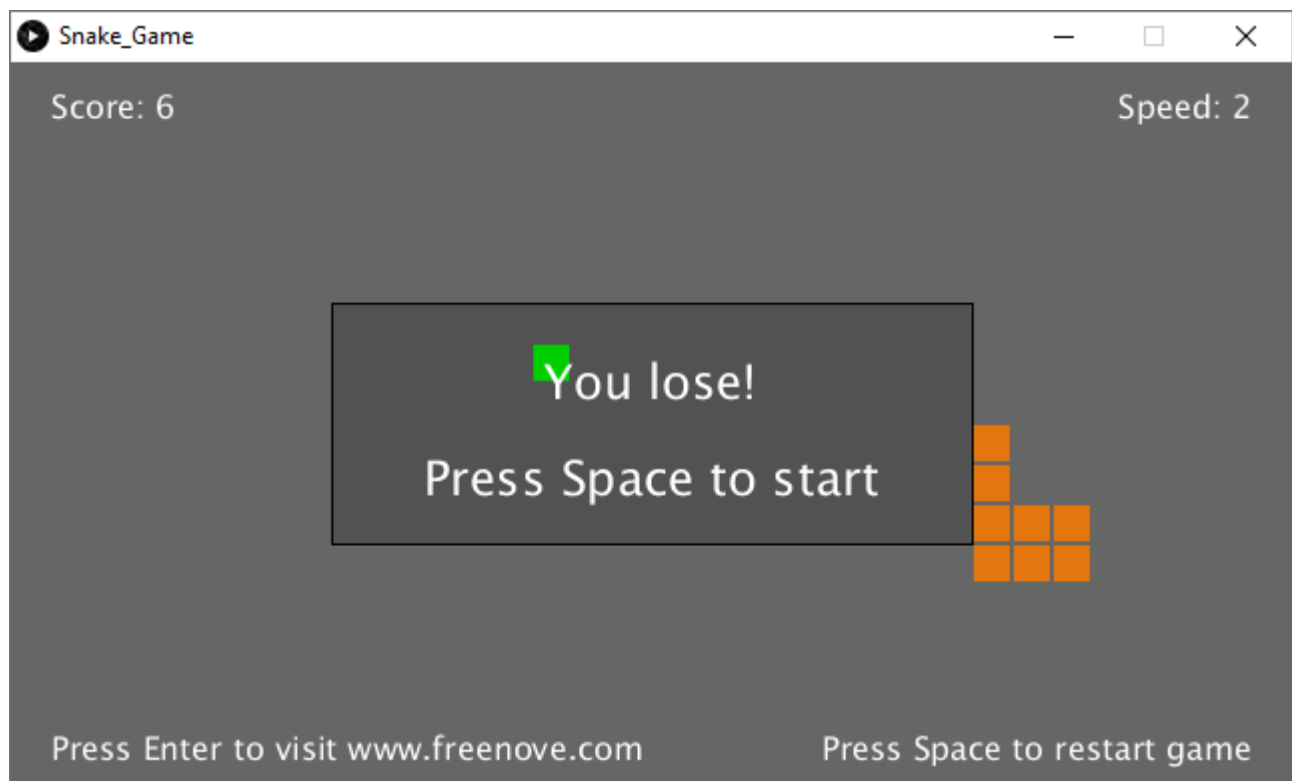 Snake_Game
Score: 6
Speed: 2
You lose!
Press Space to start
Press Enter to visit www.freenove.com
Press Space to restart game